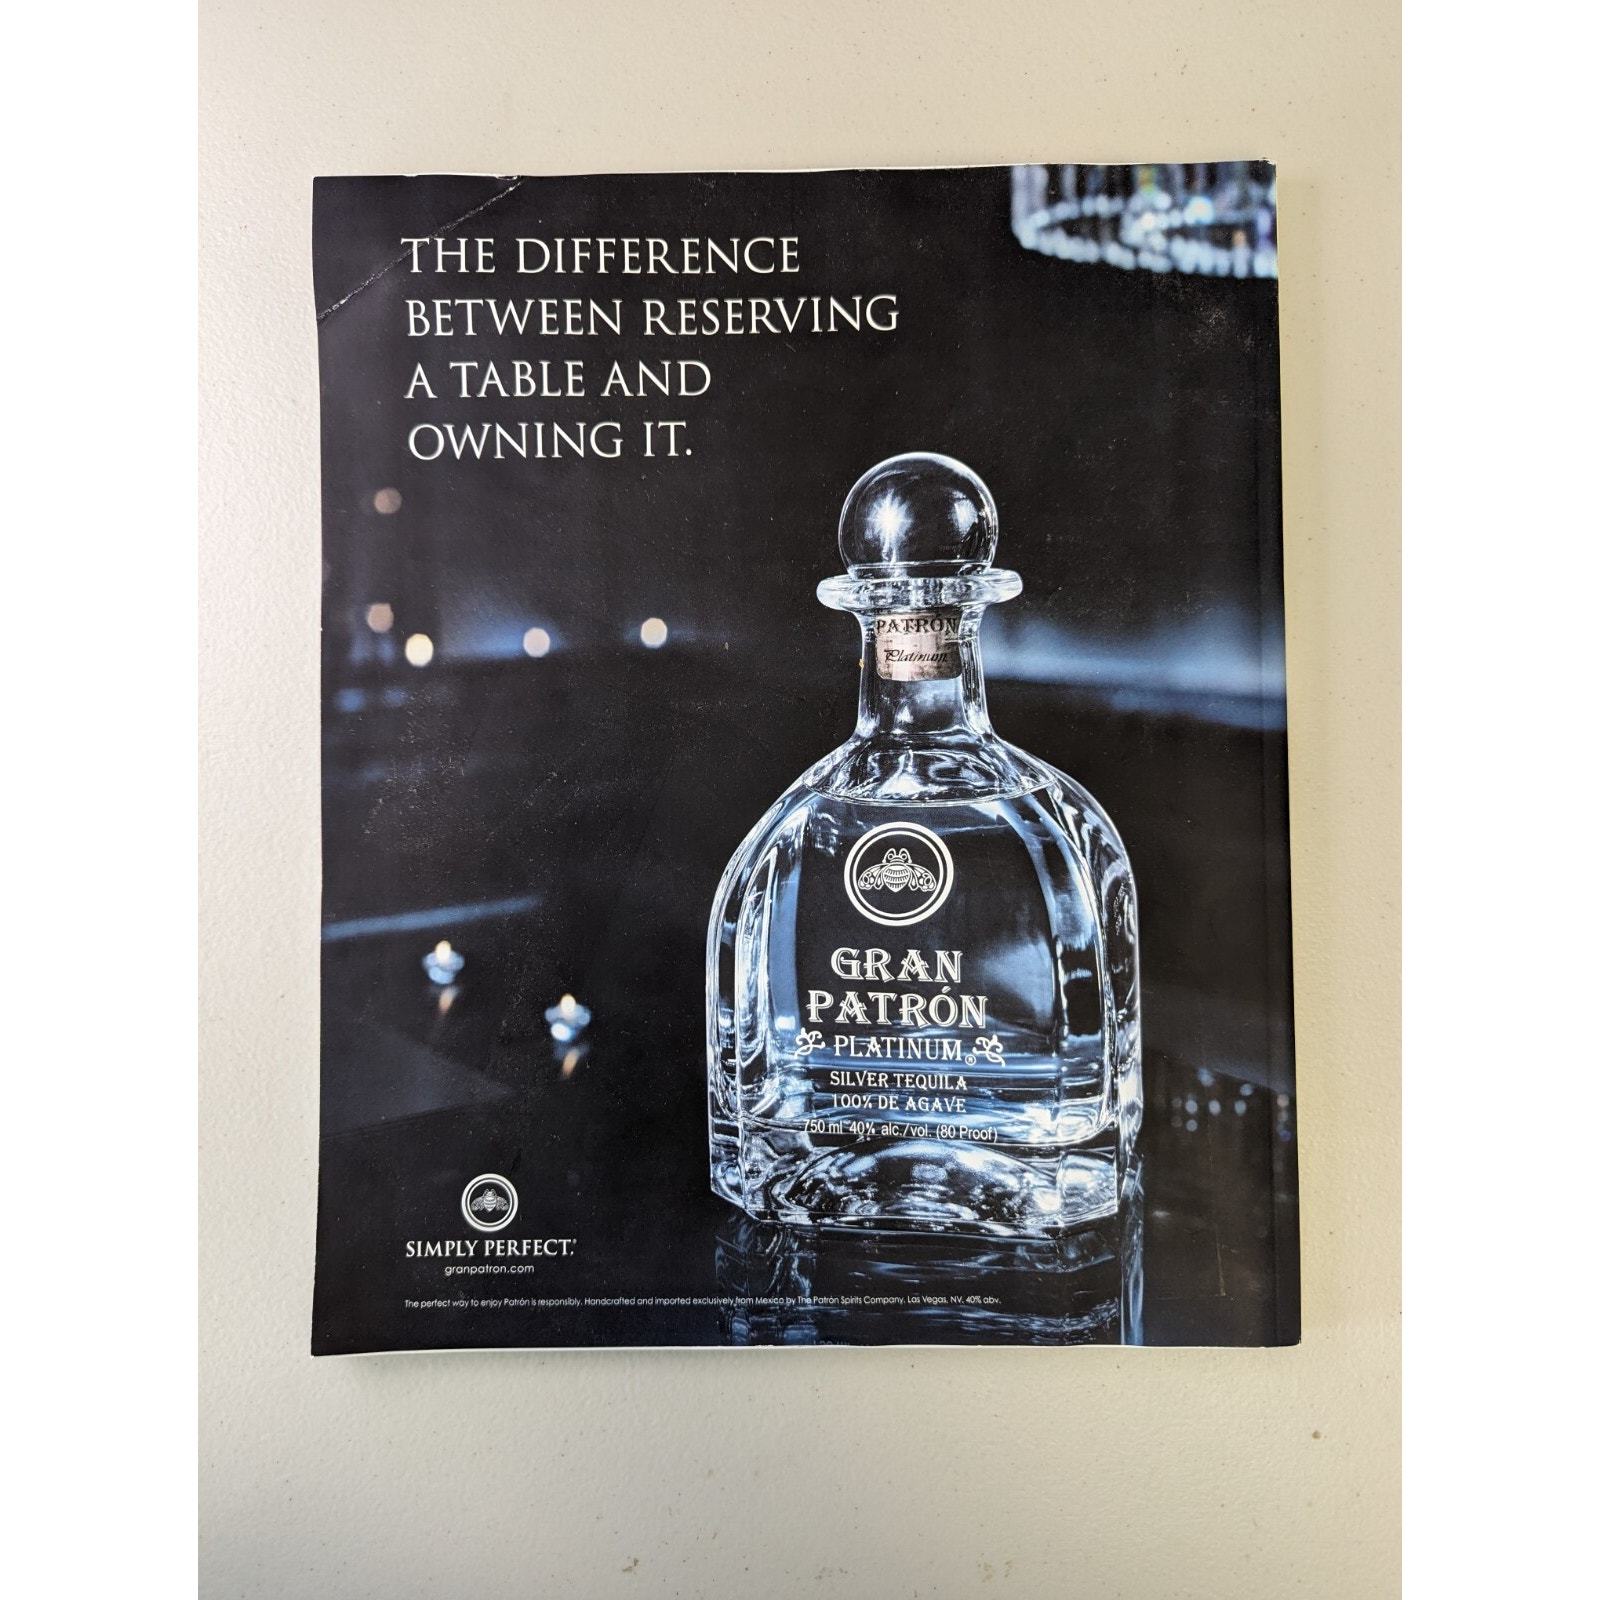 THE DIFFERENCE
BETWEEN RESERVING
A TABLE AND
OWNING IT.
PATRÓN
Platinum
GRAN
PATRÓN
PLATINUM®
SILVER TEQUILA
100% DE AGAVE
750 ml 40% alc./vol. (80 Proof)
SIMPLY PERFECT.®
granpatron.com
The perfect way to enjoy Patrón is responsibly. Handcrafted and imported exclusively from Mexico by The Patrón Spirits Company, Las Vegas, NV. 40% abv.